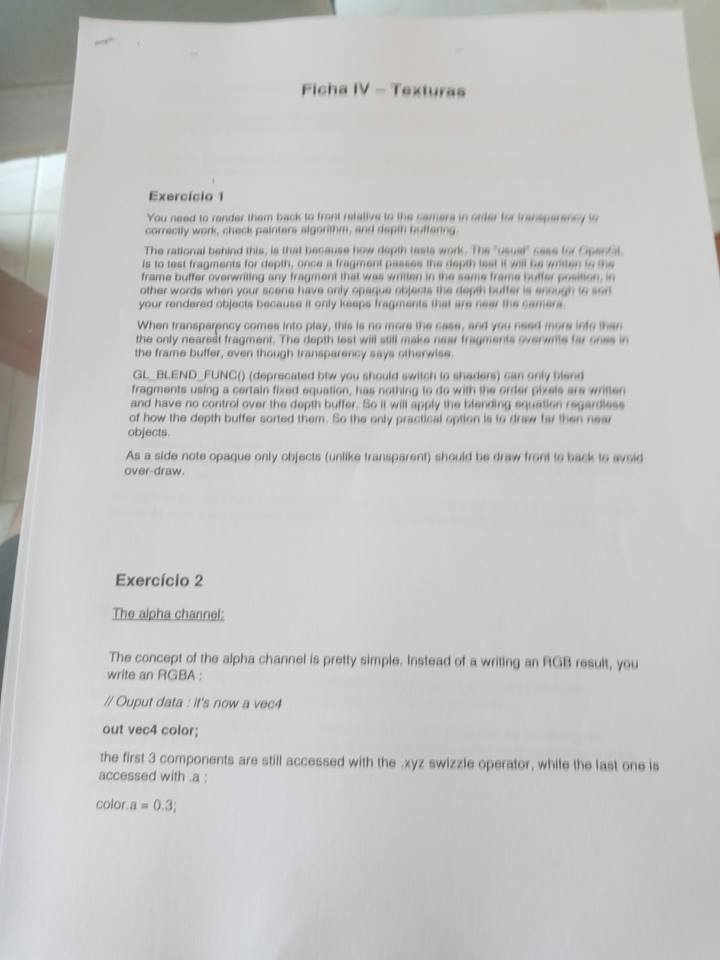 Ficha IV – Texturas
Exercício 1
You need to render them back to front relative to the camera in order for transparency to
correctly work, check painters algorithm, and depth buffering.
The rational behind this, is that because how depth tests work. The "usual" case for OpenGL
is to test fragments for depth, once a fragment passes the depth test it will be written to the
frame buffer overwriting any fragment that was written in the same frame buffer position, in
other words when your scene have only opaque objects the depth buffer is enough to sort
your rendered objects because it only keeps fragments that are near the camera.
When transparency comes into play, this is no more the case, and you need more info than
the only nearest fragment. The depth test will still make near fragments overwrite far ones in
the frame buffer, even though transparency says otherwise.
GL_BLEND_FUNC() (deprecated btw you should switch to shaders) can only blend
fragments using a certain fixed equation, has nothing to do with the order pixels are written
and have no control over the depth buffer. So it will apply the blending equation regardless
of how the depth buffer sorted them. So the only practical option is to draw far then near
objects.
As a side note opaque only objects (unlike transparent) should be draw front to back to avoid
over-draw.
Exercício 2
The alpha channel:
The concept of the alpha channel is pretty simple. Instead of a writing an RGB result, you
write an RGBA :
// Ouput data : it's now a vec4
out vec4 color;
the first 3 components are still accessed with the .xyz swizzle operator, while the last one is
accessed with .a :
color.a = 0.3;